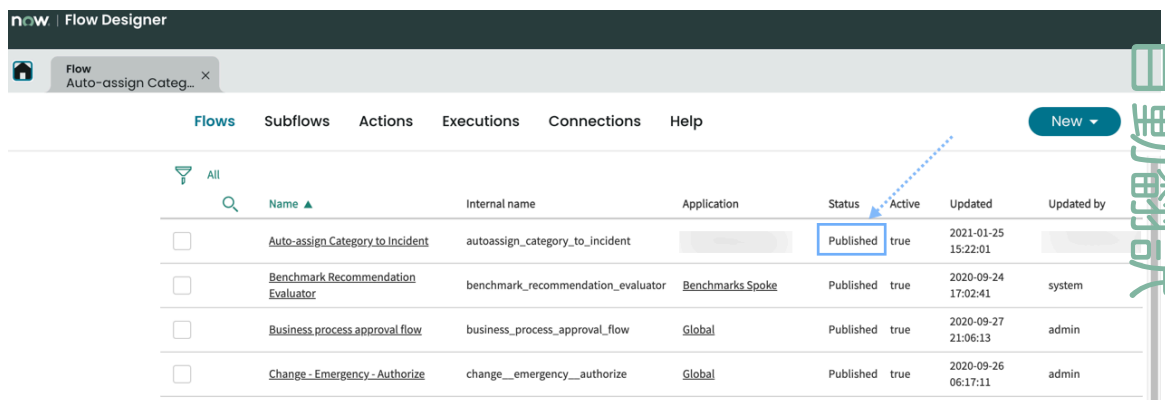 now. | Flow Designer
Flow
Auto-assign Categ... ×
Flows Subflows Actions Executions Connections Help New
All
Name ▲ Internal name Application Status Active Updated Updated by
Auto-assign Category to Incident autoassign_category_to_incident Published true 2021-01-25
15:22:01
Benchmark Recommendation
Evaluator benchmark_recommendation_evaluator Benchmarks Spoke Published true 2020-09-24
17:02:41 system
Business process approval flow business_process_approval_flow Global Published true 2020-09-27
21:06:13 admin
Change - Emergency - Authorize change__emergency__authorize Global Published true 2020-09-26
06:17:11 admin